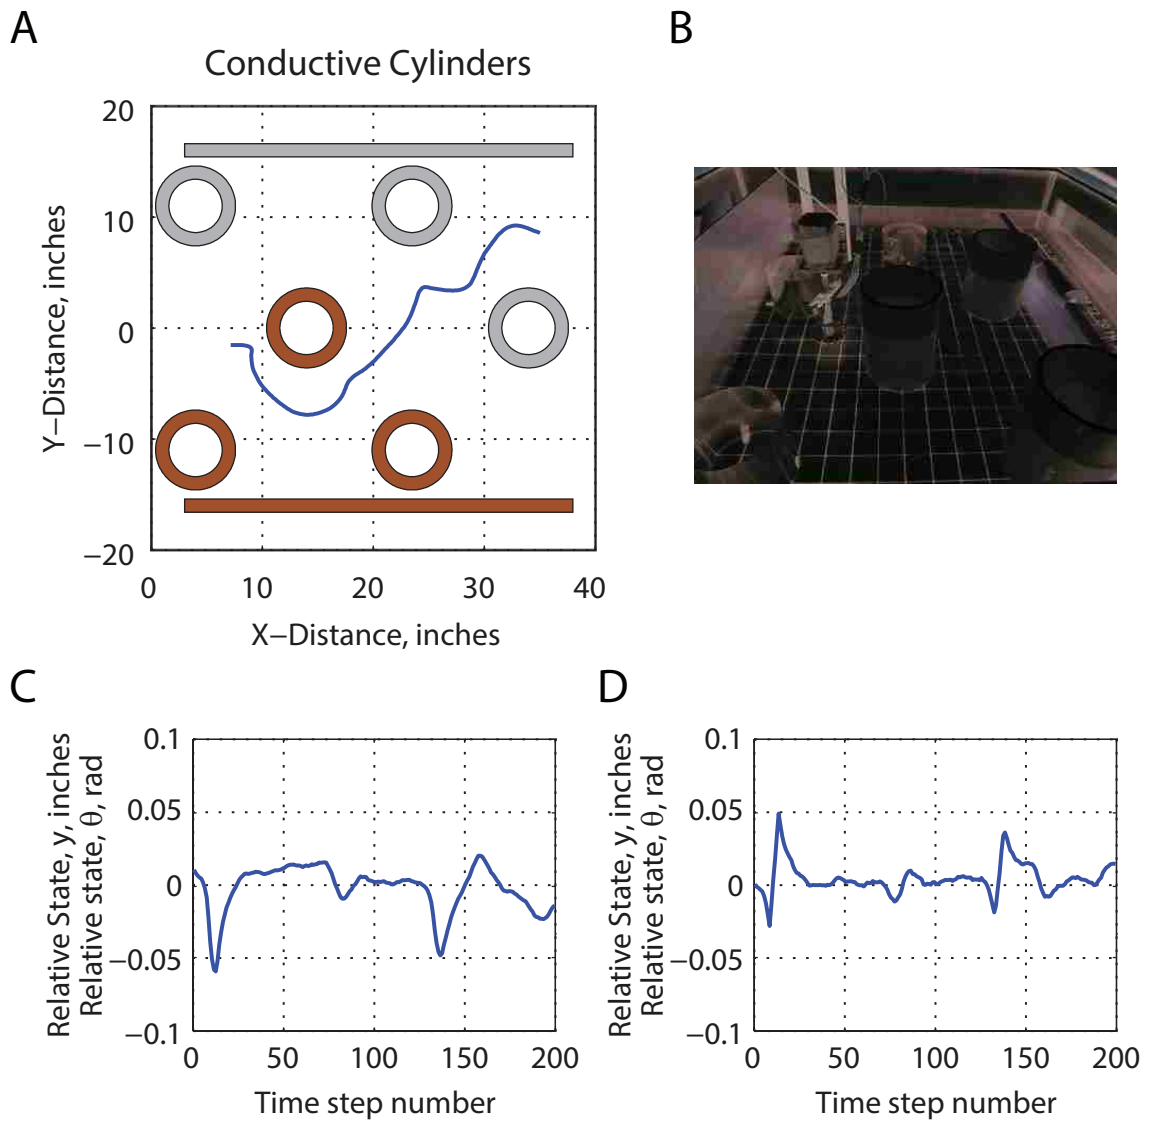 A
B
Conductive Cylinders
20
10
0
−10
−20
Y−Distance, inches
0
10
20
30
40
X−Distance, inches
C
D
Relative State, y, inches
Relative state, θ, rad
0.1
0.05
0
−0.05
−0.1
0
50
100
150
200
Time step number
Relative State, y, inches
Relative state, θ, rad
0.1
0.05
0
−0.05
−0.1
0
50
100
150
200
Time step number